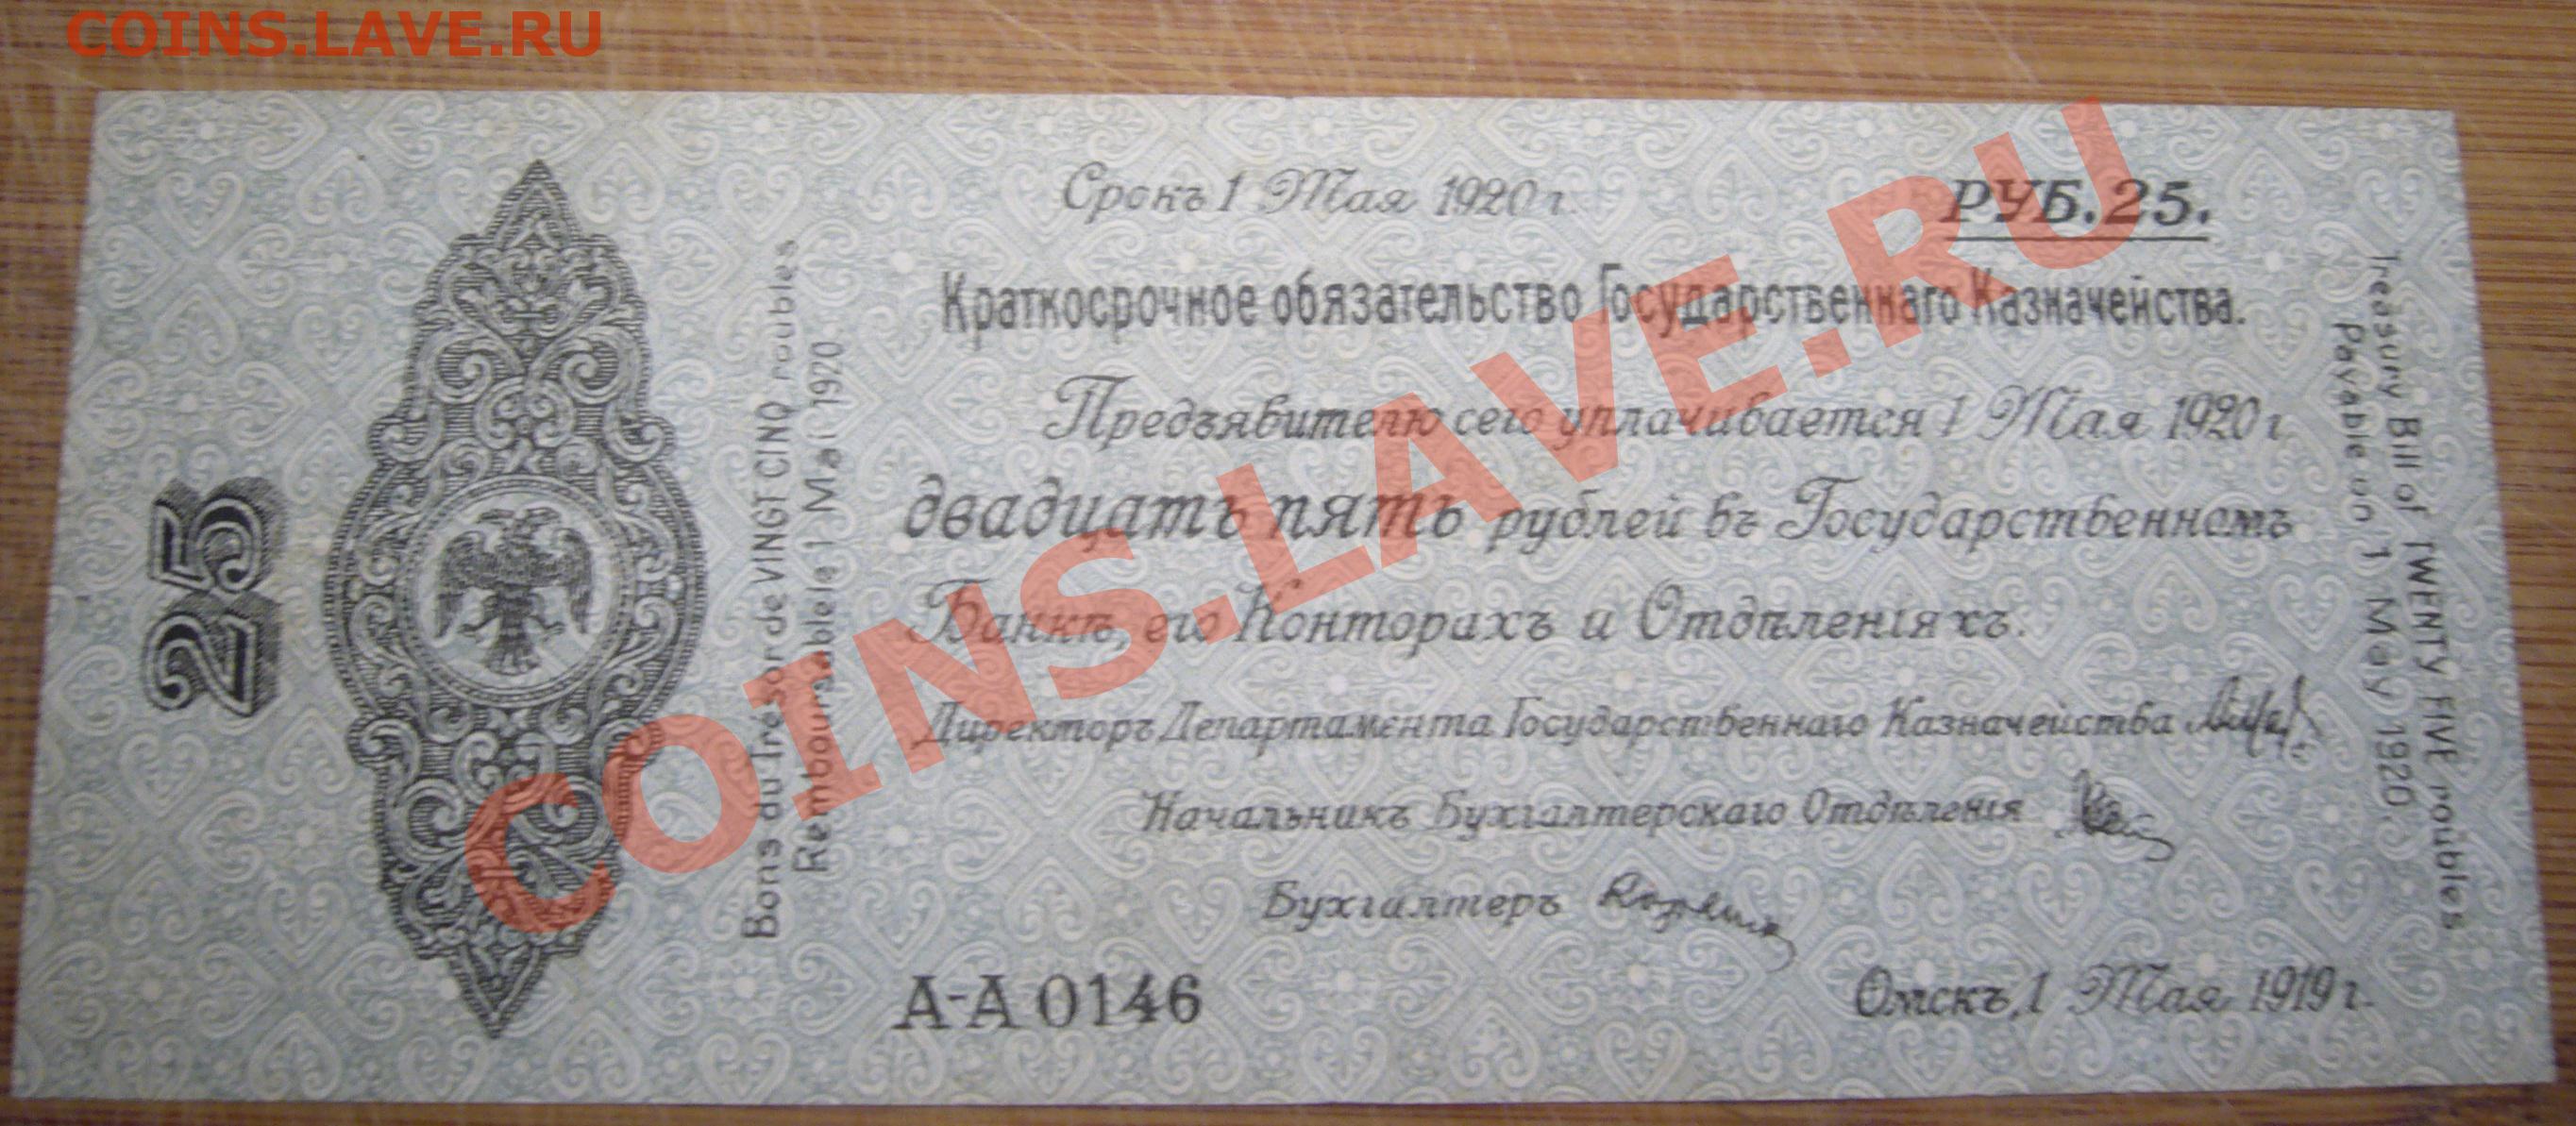 COINS.LAVE.RU
25
Bons du Trésor de VINGT CINQ roubles
Remboursable le 1 Mai 1920
Срокъ 1 Мая 1920 г.
РУБ.25.
Краткосрочное обязательство Государственнаго Казначейства.
Предъявителю сего уплачивается 1 Мая 1920 г.
двадцать пять рублей въ Государственномъ
Банкѣ, его Конторахъ и Отдѣленіяхъ.
Директоръ Департамента Государственнаго Казначейства
Начальникъ Бухгалтерскаго Отдѣленія
Бухгалтеръ
А-А 0146
Омскъ, 1 Мая 1919 г.
Treasury Bill of TWENTY FIVE roubles
Payable on 1 May 1920.
COINS.LAVE.RU